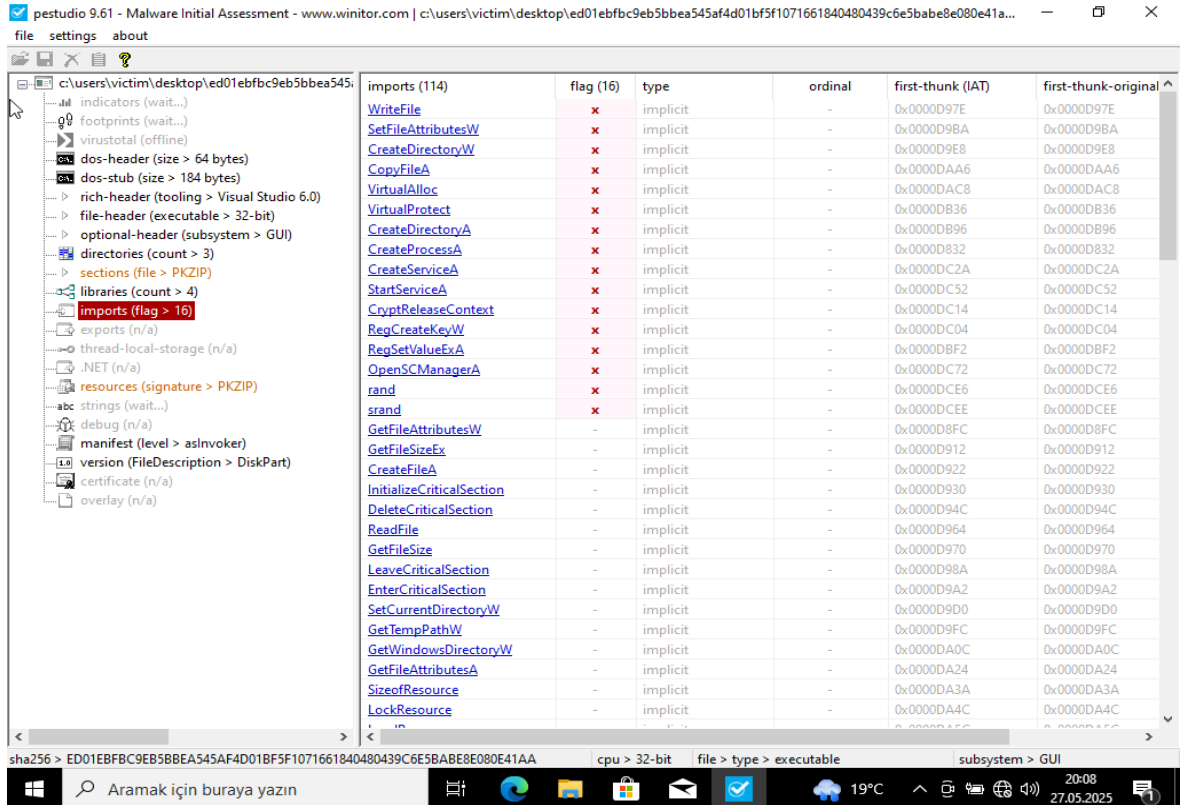 pestudio 9.61 - Malware Initial Assessment - www.winitor.com | c:\users\victim\desktop\ed01ebfbc9eb5bbea545af4d01bf5f1071661840480439c6e5babe8e080e41a...
file settings about
c:\users\victim\desktop\ed01ebfbc9eb5bbea545
indicators (wait...)
footprints (wait...)
virustotal (offline)
dos-header (size > 64 bytes)
dos-stub (size > 184 bytes)
rich-header (tooling > Visual Studio 6.0)
file-header (executable > 32-bit)
optional-header (subsystem > GUI)
directories (count > 3)
sections (file > PKZIP)
libraries (count > 4)
imports (flag > 16)
exports (n/a)
thread-local-storage (n/a)
.NET (n/a)
resources (signature > PKZIP)
abc strings (wait...)
debug (n/a)
manifest (level > asInvoker)
1.0 version (FileDescription > DiskPart)
certificate (n/a)
overlay (n/a)
imports (114) flag (16) type ordinal first-thunk (IAT) first-thunk-original
WriteFile x implicit - 0x0000D97E 0x0000D97E
SetFileAttributesW x implicit - 0x0000D9BA 0x0000D9BA
CreateDirectoryW x implicit - 0x0000D9E8 0x0000D9E8
CopyFileA x implicit - 0x0000DAA6 0x0000DAA6
VirtualAlloc x implicit - 0x0000DAC8 0x0000DAC8
VirtualProtect x implicit - 0x0000DB36 0x0000DB36
CreateDirectoryA x implicit - 0x0000DB96 0x0000DB96
CreateProcessA x implicit - 0x0000D832 0x0000D832
CreateServiceA x implicit - 0x0000DC2A 0x0000DC2A
StartServiceA x implicit - 0x0000DC52 0x0000DC52
CryptReleaseContext x implicit - 0x0000DC14 0x0000DC14
RegCreateKeyW x implicit - 0x0000DC04 0x0000DC04
RegSetValueExA x implicit - 0x0000DBF2 0x0000DBF2
OpenSCManagerA x implicit - 0x0000DC72 0x0000DC72
rand x implicit - 0x0000DCE6 0x0000DCE6
srand x implicit - 0x0000DCEE 0x0000DCEE
GetFileAttributesW - implicit - 0x0000D8FC 0x0000D8FC
GetFileSizeEx - implicit - 0x0000D912 0x0000D912
CreateFileA - implicit - 0x0000D922 0x0000D922
InitializeCriticalSection - implicit - 0x0000D930 0x0000D930
DeleteCriticalSection - implicit - 0x0000D94C 0x0000D94C
ReadFile - implicit - 0x0000D964 0x0000D964
GetFileSize - implicit - 0x0000D970 0x0000D970
LeaveCriticalSection - implicit - 0x0000D98A 0x0000D98A
EnterCriticalSection - implicit - 0x0000D9A2 0x0000D9A2
SetCurrentDirectoryW - implicit - 0x0000D9D0 0x0000D9D0
GetTempPathW - implicit - 0x0000D9FC 0x0000D9FC
GetWindowsDirectoryW - implicit - 0x0000DA0C 0x0000DA0C
GetFileAttributesA - implicit - 0x0000DA24 0x0000DA24
SizeofResource - implicit - 0x0000DA3A 0x0000DA3A
LockResource - implicit - 0x0000DA4C 0x0000DA4C
sha256 > ED01EBFBC9EB5BBEA545AF4D01BF5F1071661840480439C6E5BABE8E080E41AA cpu > 32-bit file > type > executable subsystem > GUI
Aramak için buraya yazın 19°C 20:08
27.05.2025 1